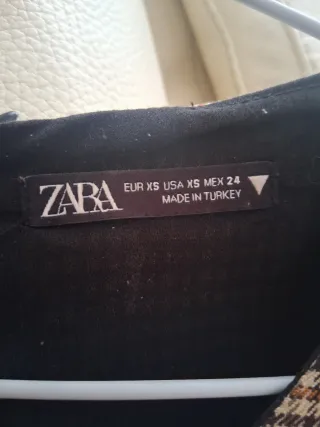 ZARA
EUR XS USA XS MEX 24
MADE IN TURKEY